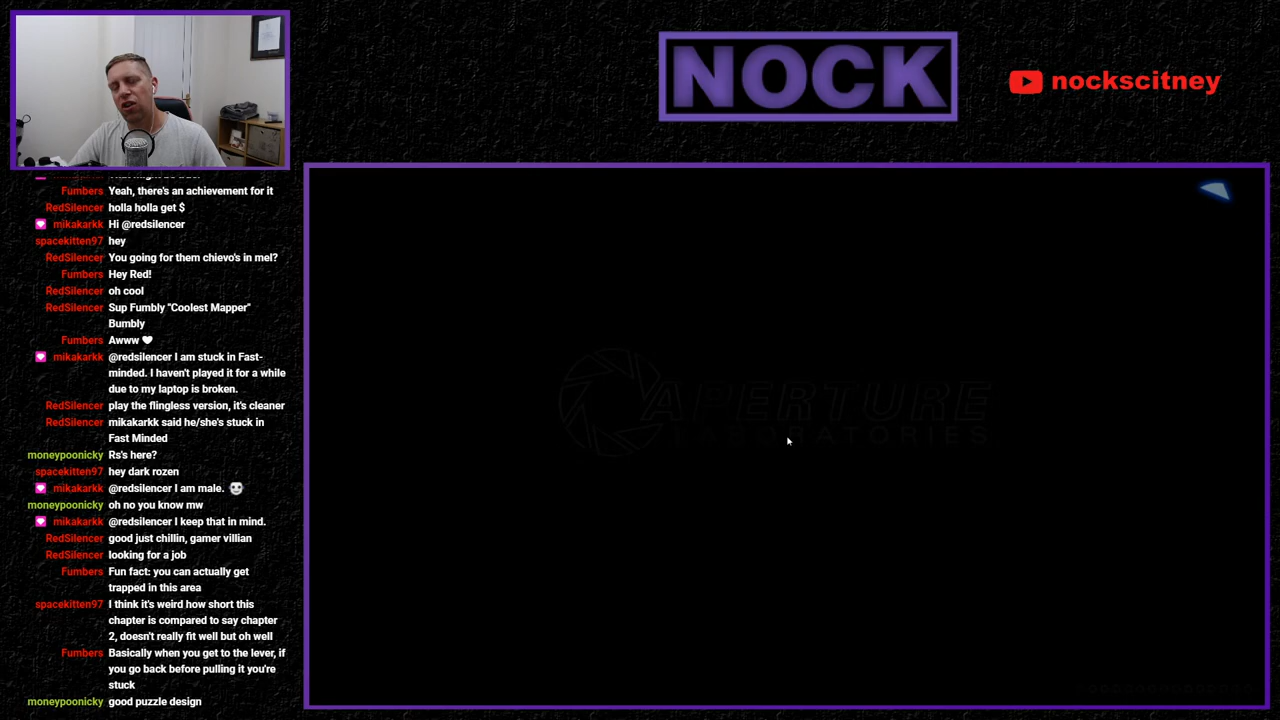 NOCK
nockscitney
Fumbers Yeah, there's an achievement for it
RedSilencer holla holla get $
mikakarkk Hi @redsilencer
spacekitten97 hey
RedSilencer You going for them chievo's in mel?
Fumbers Hey Red!
RedSilencer oh cool
RedSilencer Sup Fumbly "Coolest Mapper"
Bumbly
Fumbers Awww
mikakarkk @redsilencer I am stuck in Fast-
minded. I haven't played it for a while
due to my laptop is broken.
RedSilencer play the flingless version, it's cleaner
RedSilencer mikakarkk said he/she's stuck in
Fast Minded
moneypoonicky Rs's here?
spacekitten97 hey dark rozen
mikakarkk @redsilencer I am male.
moneypoonicky oh no you know mw
mikakarkk @redsilencer I keep that in mind.
RedSilencer good just chillin, gamer villian
RedSilencer looking for a job
Fumbers Fun fact: you can actually get
trapped in this area
spacekitten97 I think it's weird how short this
chapter is compared to say chapter
2, doesn't really fit well but oh well
Fumbers Basically when you get to the lever, if
you go back before pulling it you're
stuck
moneypoonicky good puzzle design
APERTURE
LABORATORIES